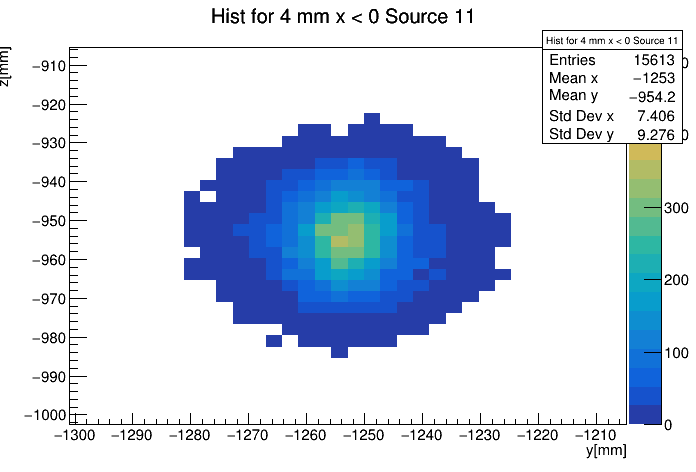 Hist for 4 mm x < 0 Source 11
z[mm]
Hist for 4 mm x < 0 Source 11
Entries 15613
Mean x −1253
Mean y −954.2
Std Dev x 7.406
Std Dev y 9.276
−910
−920
−930
−940
−950
−960
−970
−980
−990
−1000
−1300 −1290 −1280 −1270 −1260 −1250 −1240 −1230 −1220 −1210
y[mm]
0
0
300
200
100
0